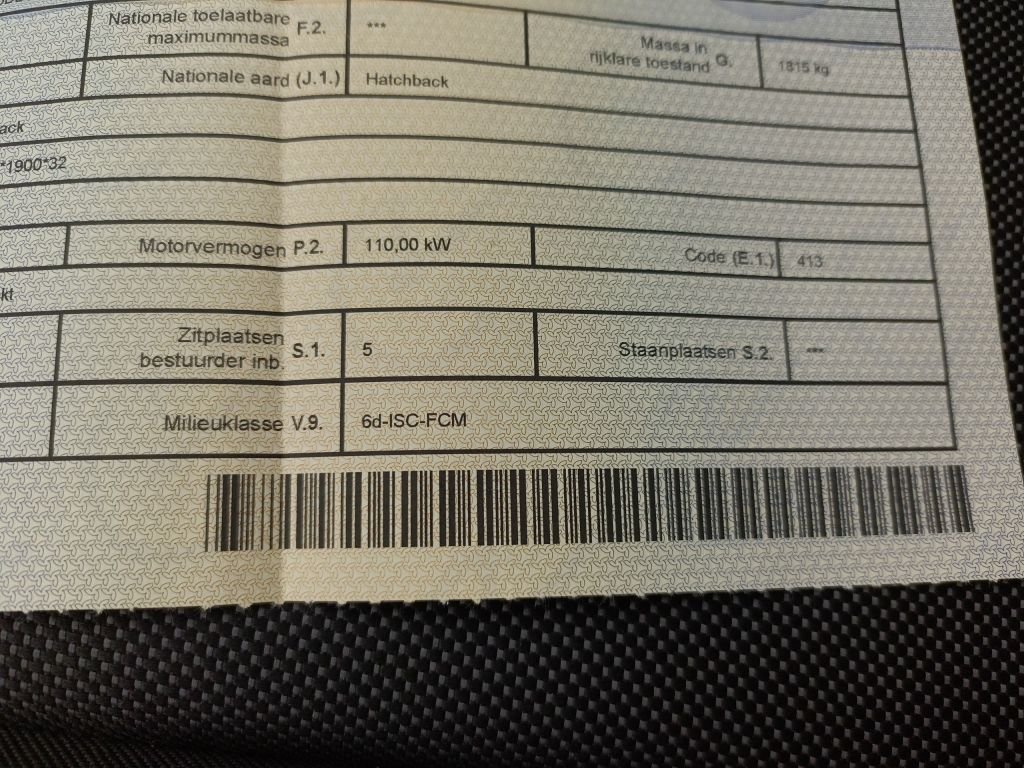 Nationale toelaatbare
maximummassa F.2. ***
Massa in
rijklare toestand G. 1815 kg
Nationale aard (J.1.) Hatchback
ack
*1900*32
Motorvermogen P.2. 110,00 kW Code (E.1.) 413
kt
Zitplaatsen
bestuurder inb. S.1. 5 Staanplaatsen S.2. ***
Milieuklasse V.9. 6d-ISC-FCM